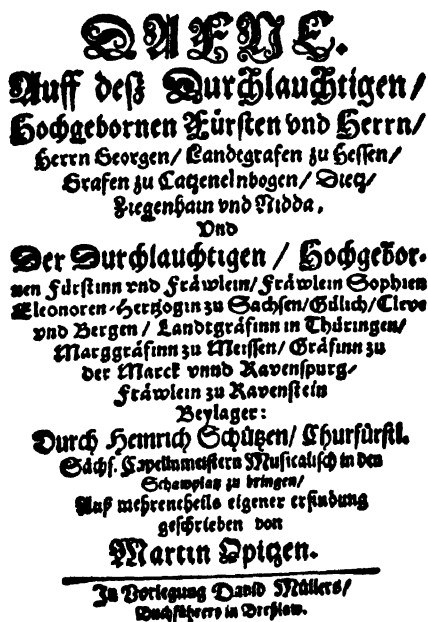 DAFNE.
Auff deß Durchlauchtigen/
Hochgebornen Fürsten vnd Herrn/
Herrn Georgen/ Landtgrafen zu Hessen/
Grafen zu Catzenelnbogen/ Dietz/
Ziegenhain vnd Nidda,
Vnd
Der Durchlauchtigen / Hochgebor-
nen Fürstinn vnd Fräwlein/ Fräwlein Sophien
Eleonoren Hertzogin zu Sachsen/ Gülich/ Cleve
vnd Bergen / Landtgräfinn in Thüringen/
Marggräfinn zu Meissen/ Gräfinn zu
der Marck vnnd Ravenspurg/
Fräwlein zu Ravenstein
Beylager:
Durch Heinrich Schützen/ Churfürstl.
Sächs. Capellnmeistern Musicalisch in den
Schawplatz zu bringen/
Auß mehrentheils eigener erfindung
geschrieben von
Martin Opitzen.
In Vorlegung David Müllers/
Buchführers in Breßlaw.